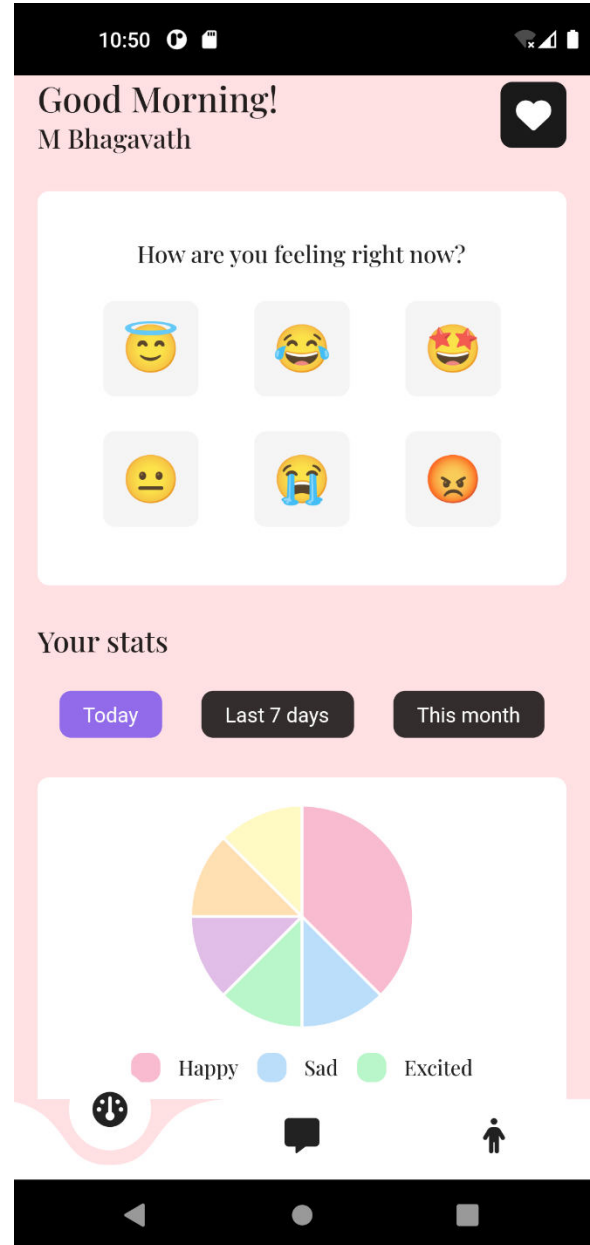 10:50
Good Morning!
M Bhagavath
How are you feeling right now?
Your stats
Today Last 7 days This month
Happy Sad Excited